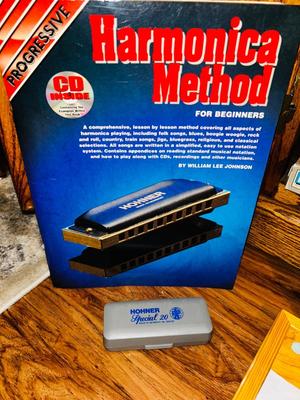 PROGRESSIVE
Harmonica
Method
FOR BEGINNERS
CD
INSIDE
A comprehensive, lesson by lesson method covering all aspects of
harmonica playing, including folk songs, blues, boogie woogie, rock
and roll, country, train songs, jigs, bluegrass, religious, and classical
selections. All songs are written in a simplified, easy to use notation
system. Contains appendices on reading standard musical notation,
and how to play along with CDs, recordings and other musicians.
BY WILLIAM LEE JOHNSON
HOHNER
HOHNER
Special 20